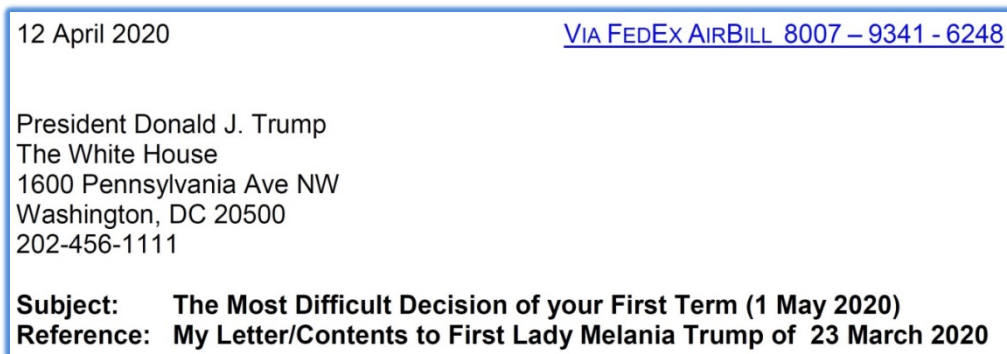 12 April 2020 VIA FEDEX AIRBILL 8007 – 9341 - 6248
President Donald J. Trump
The White House
1600 Pennsylvania Ave NW
Washington, DC 20500
202-456-1111
Subject: The Most Difficult Decision of your First Term (1 May 2020)
Reference: My Letter/Contents to First Lady Melania Trump of 23 March 2020